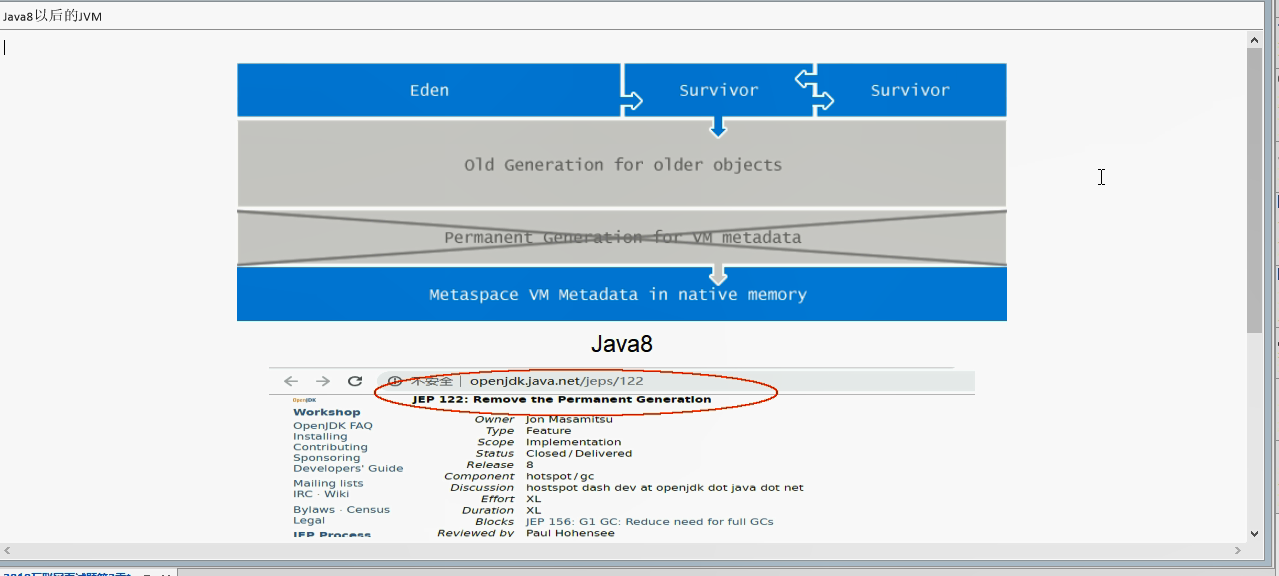 Java8以后的JVM
Eden
Survivor
Survivor
Old Generation for older objects
Permanent Generation for VM metadata
Metaspace VM Metadata in native memory
Java8
不安全 openjdk.java.net/jeps/122
OpenJDK
Workshop
OpenJDK FAQ
Installing
Contributing
Sponsoring
Developers' Guide
Mailing lists
IRC · Wiki
Bylaws · Census
Legal
JEP Process
JEP 122: Remove the Permanent Generation
Owner Jon Masamitsu
Type Feature
Scope Implementation
Status Closed / Delivered
Release 8
Component hotspot / gc
Discussion hostspot dash dev at openjdk dot java dot net
Effort XL
Duration XL
Blocks JEP 156: G1 GC: Reduce need for full GCs
Reviewed by Paul Hohensee